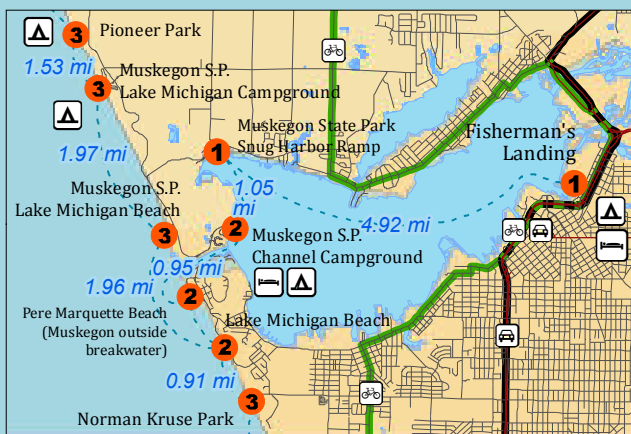 3
Pioneer Park
1.53 mi
Muskegon S.P.
3
Lake Michigan Campground
Muskegon State Park
1
Snug Harbor Ramp
Fisherman's
Landing
1
1.97 mi
1.05
mi
4.92 mi
Muskegon S.P.
Lake Michigan Beach
3
2
Muskegon S.P.
Channel Campground
0.95 mi
1.96 mi
2
Pere Marquette Beach
(Muskegon outside
breakwater)
Lake Michigan Beach
2
0.91 mi
3
Norman Kruse Park